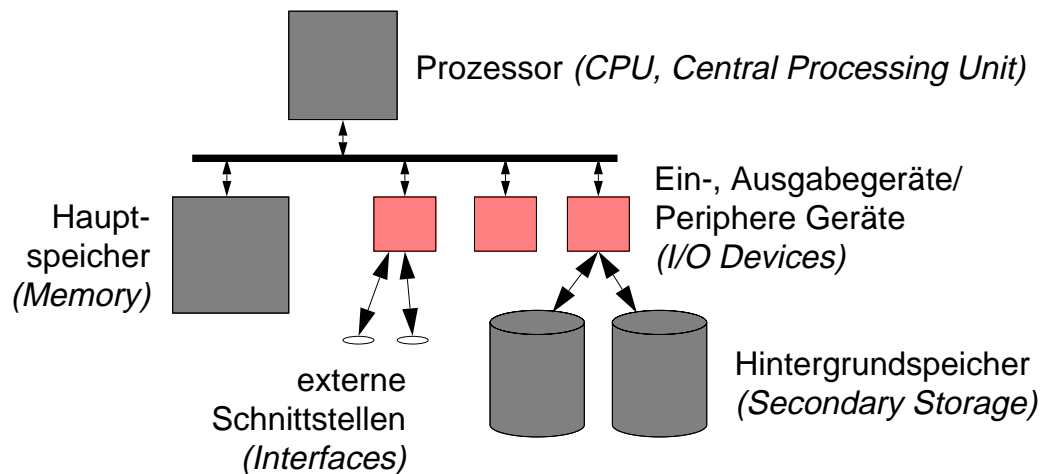 Prozessor (CPU, Central Processing Unit)
Haupt-
speicher
(Memory)
Ein-, Ausgabegeräte/
Periphere Geräte
(I/O Devices)
externe
Schnittstellen
(Interfaces)
Hintergrundspeicher
(Secondary Storage)